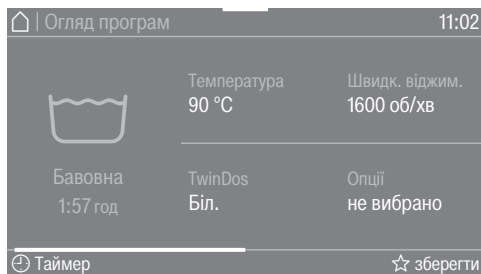 Огляд програм 11:02
Температура Швидк. віджим.
90 °C 1600 об/хв
Бавовна TwinDos Опції
1:57 год Біл. не вибрано
Таймер зберегти